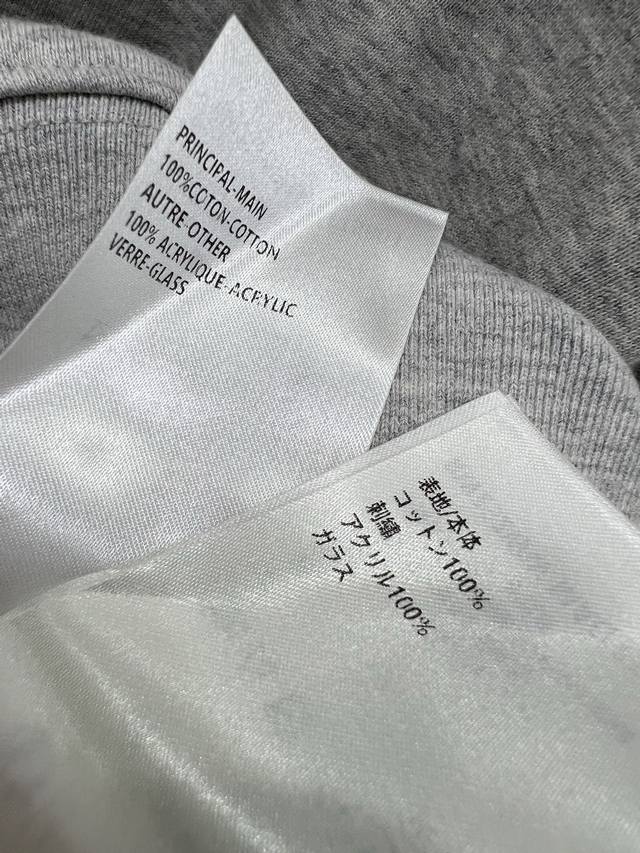 PRINCIPAL-MAIN
100%COTON-COTTON
AUTRE-OTHER
100% ACRYLIQUE-ACRYLIC
VERRE-GLASS
表地/本体
コットン100%
刺繍
アクリル100%
ガラス